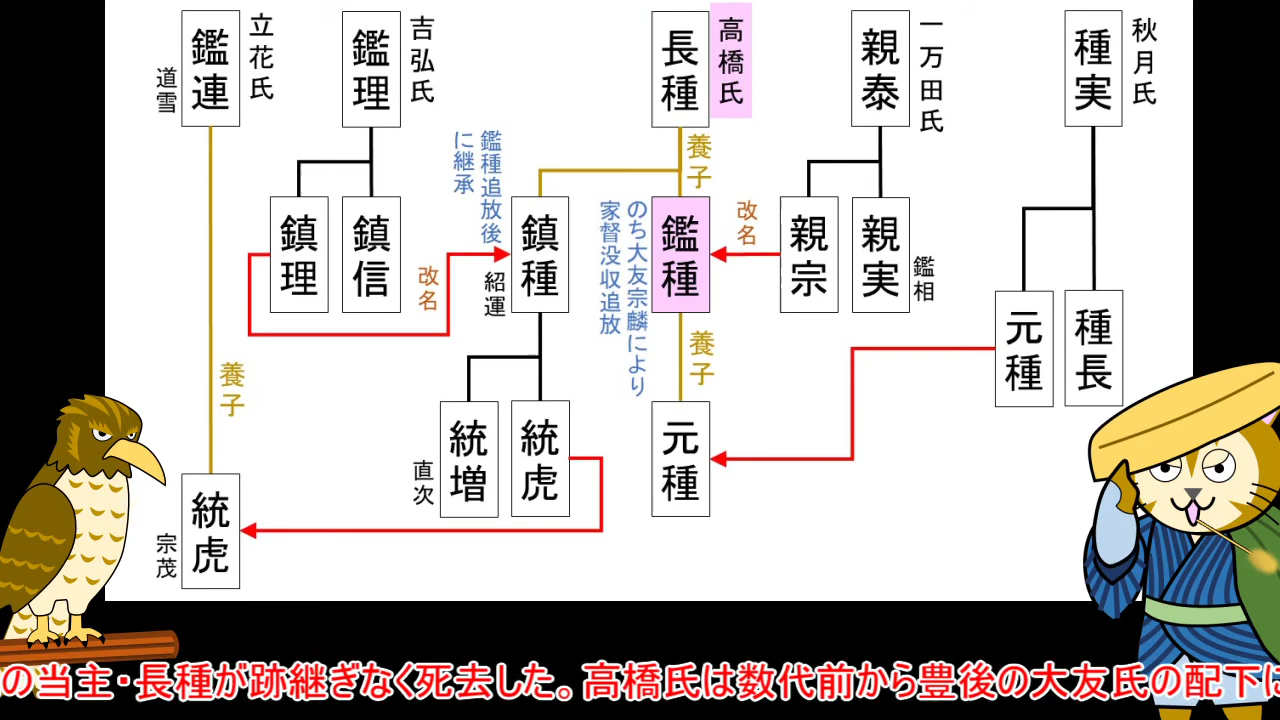 秋月氏
種実
一万田氏
親泰
高橋氏
長種
吉弘氏
鑑理
立花氏
鑑連
道雪
養子
鑑種追放後
に継承
改名
親実
鑑相
親宗
鑑種
のち大友宗麟により
家督没収追放
鎮種
紹運
改名
鎮信
鎮理
種長
元種
養子
元種
養子
統虎
統増
直次
統虎
宗茂
の当主・長種が跡継ぎなく死去した。高橋氏は数代前から豊後の大友氏の配下に